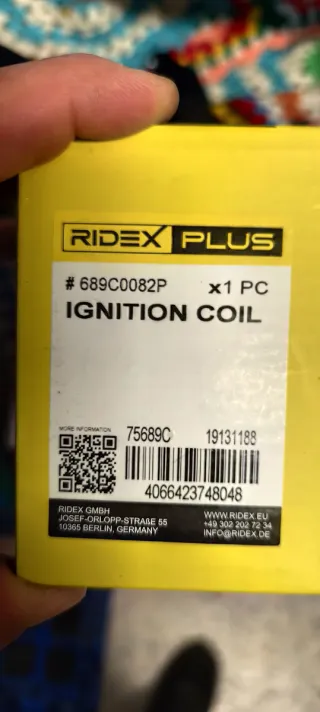 RIDEX PLUS
# 689C0082P x1 PC
IGNITION COIL
MORE INFORMATION
75689C 19131188
4066423748048
RIDEX GMBH
JOSEF-ORLOPP-STRAßE 55
10365 BERLIN, GERMANY
WWW.RIDEX.EU
+49 302 202 72 34
INFO@RIDEX.DE